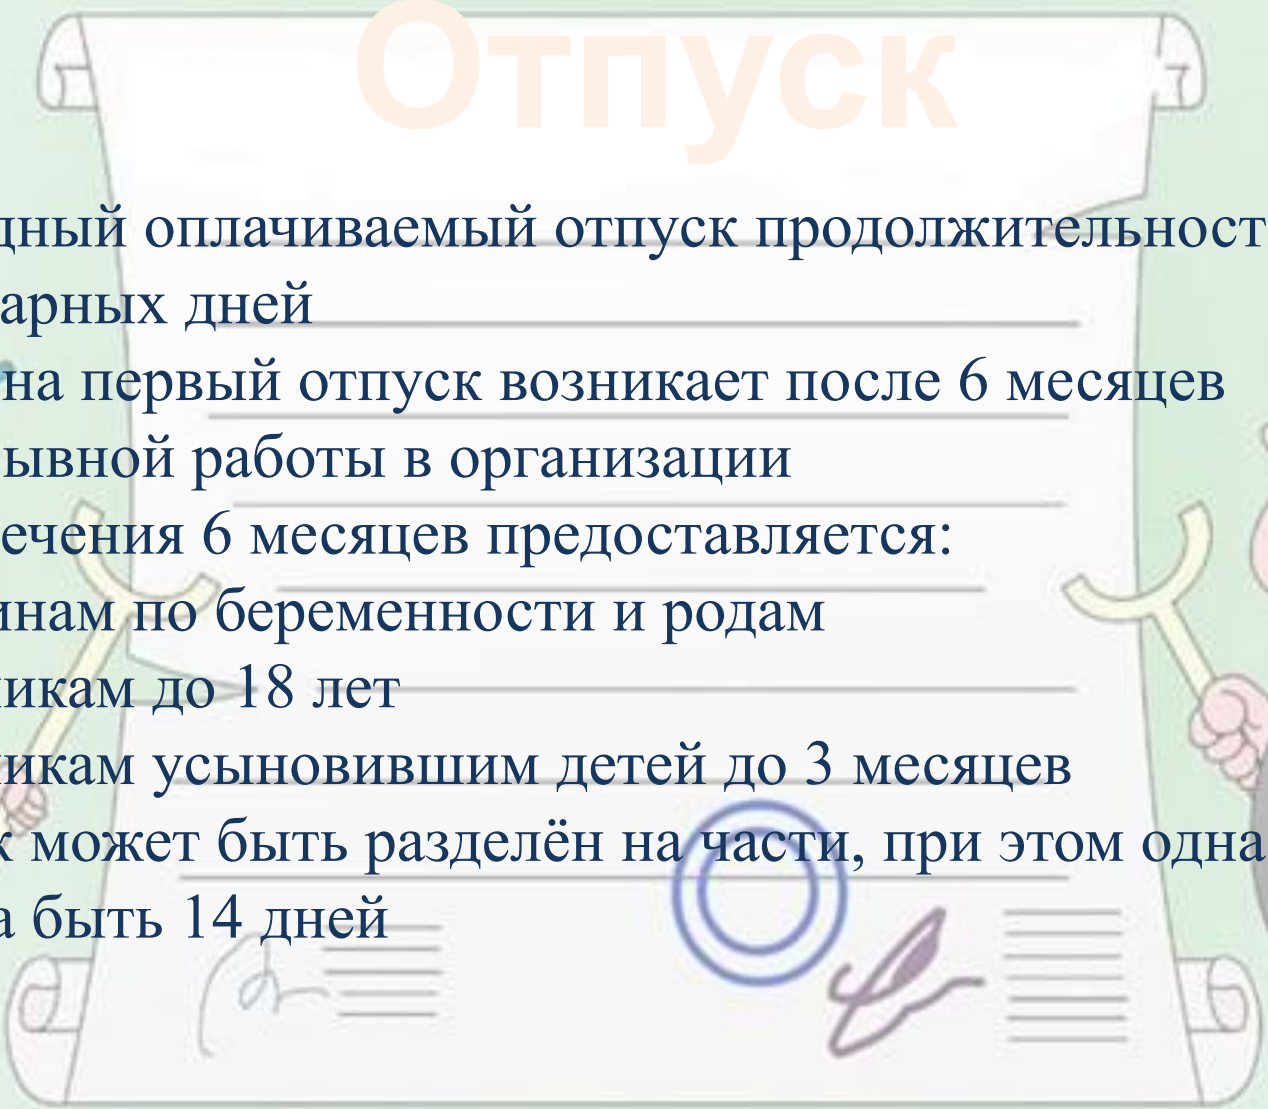 Отпуск
дный оплачиваемый отпуск продолжительност
арных дней
на первый отпуск возникает после 6 месяцев
ывной работы в организации
ечения 6 месяцев предоставляется:
инам по беременности и родам
икам до 18 лет
икам усыновившим детей до 3 месяцев
к может быть разделён на части, при этом одна
а быть 14 дней